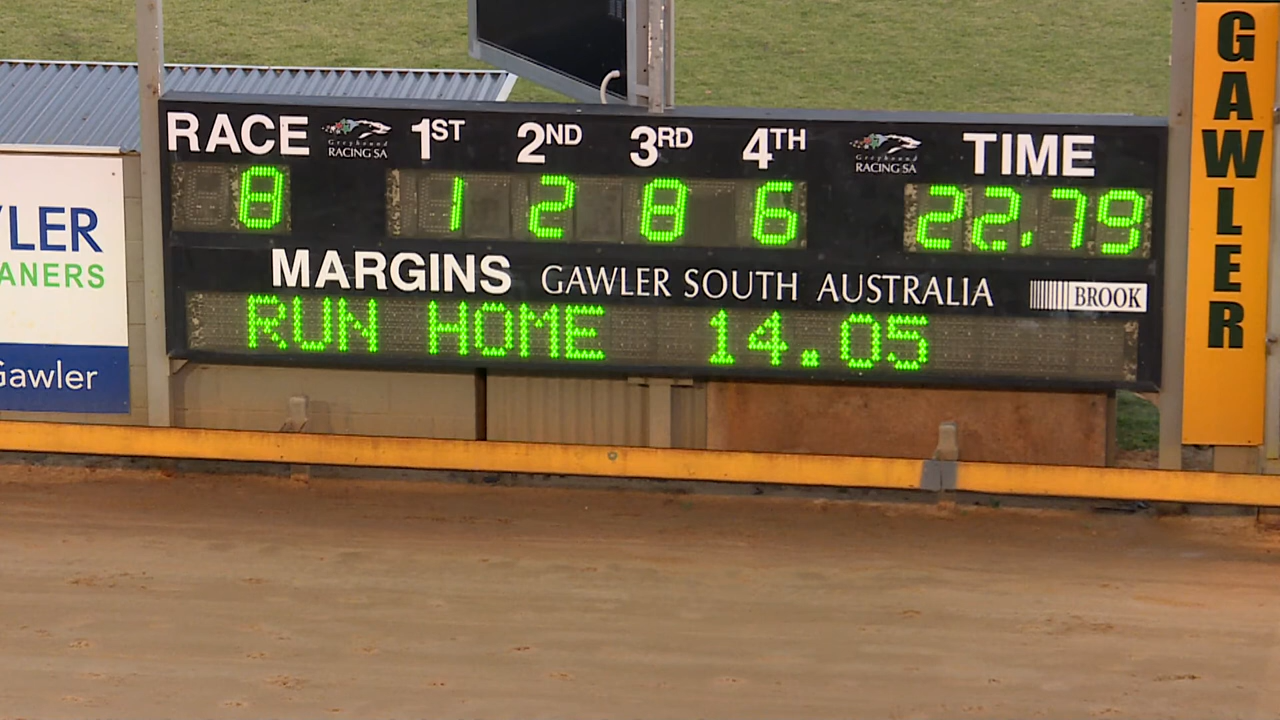 RACE Greyhound RACING SA 1ST 2ND 3RD 4TH Greyhound RACING SA TIME
8 1 2 8 6 22.79
MARGINS GAWLER SOUTH AUSTRALIA BROOK
RUN HOME 14.05
GAWLER
LER
ANERS
Gawler